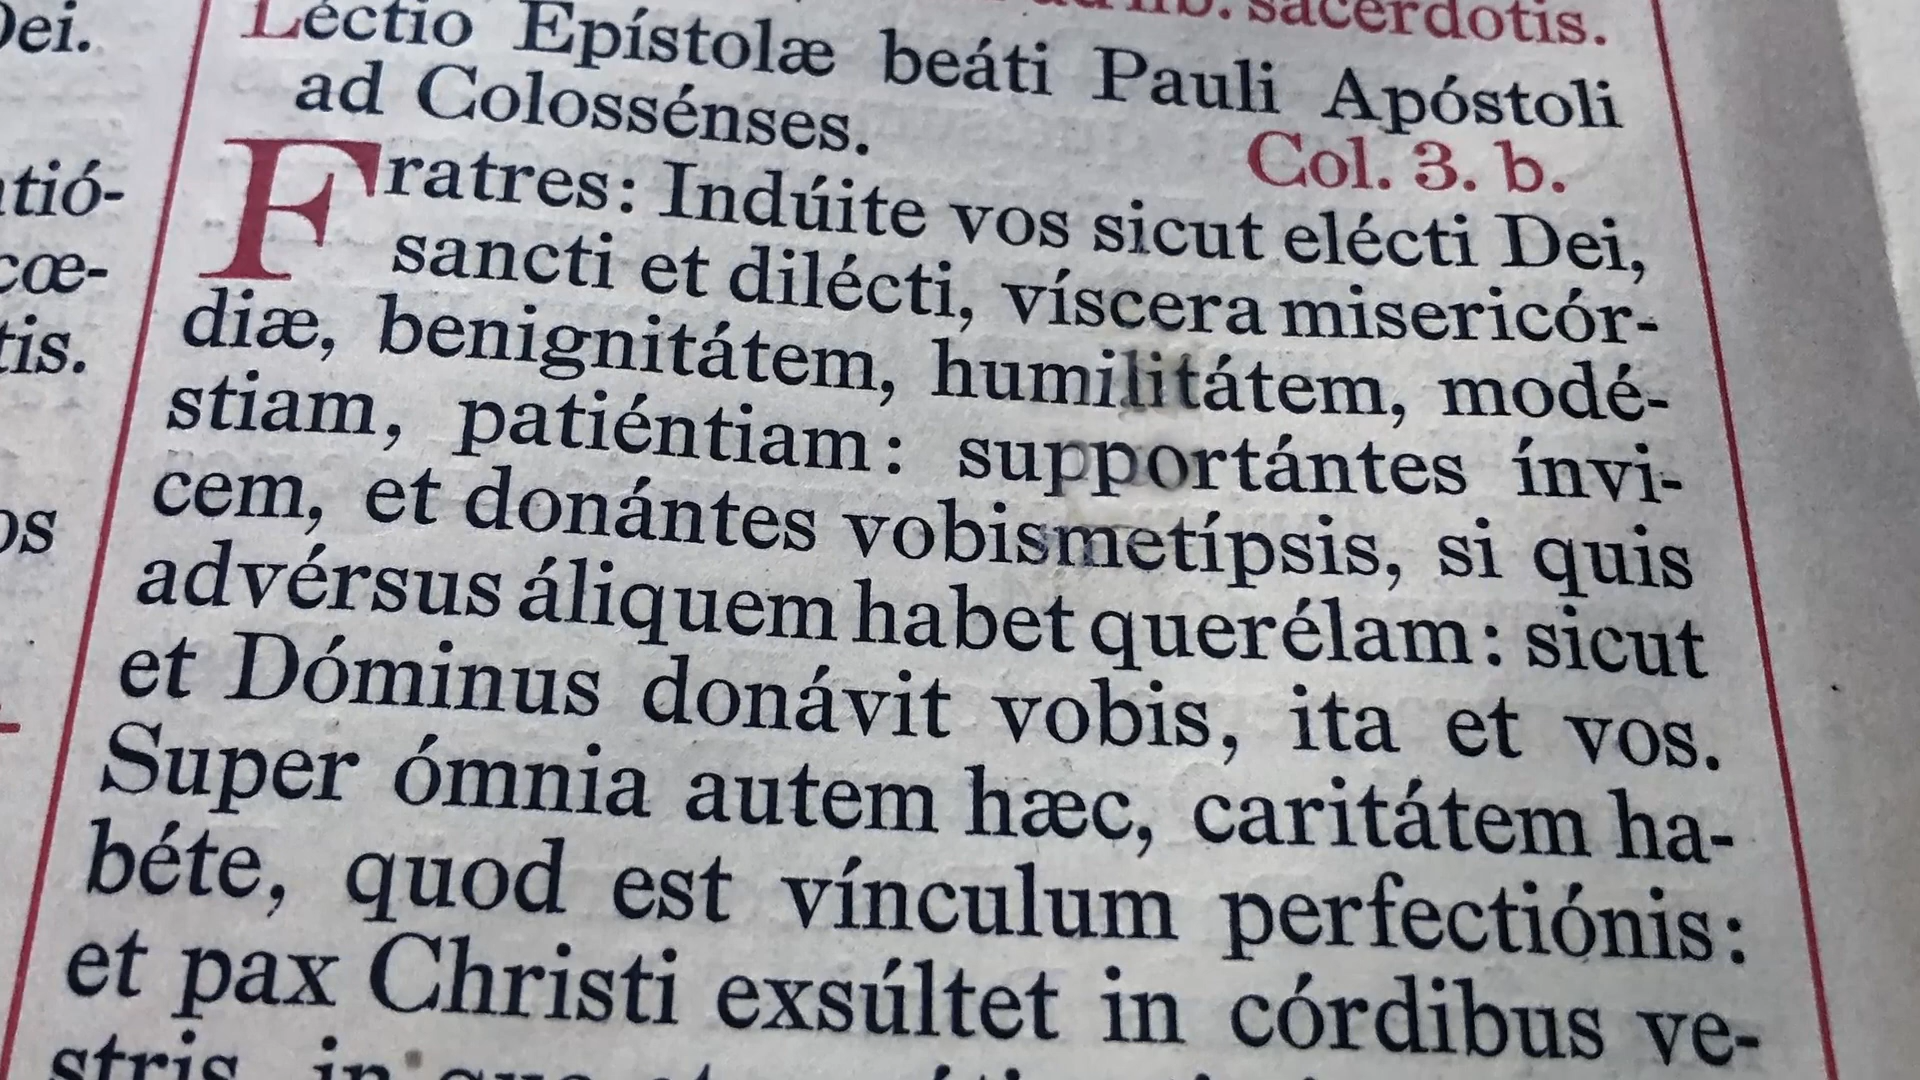 Dei.
tió-
cœ-
tis.
os
sacerdotis.
Léctio Epístolæ beáti Pauli Apóstoli
ad Colossénses.
Col. 3. b.
Fratres: Indúite vos sicut elécti Dei,
sancti et dilécti, víscera misericór-
diæ, benignitátem, humilitátem, modé-
stiam, patiéntiam: supportántes ínvi-
cem, et donántes vobismetípsis, si quis
advérsus áliquem habet querélam: sicut
et Dóminus donávit vobis, ita et vos.
Super ómnia autem hæc, caritátem ha-
béte, quod est vínculum perfectiónis:
et pax Christi exsúltet in córdibus ve-
stris, in